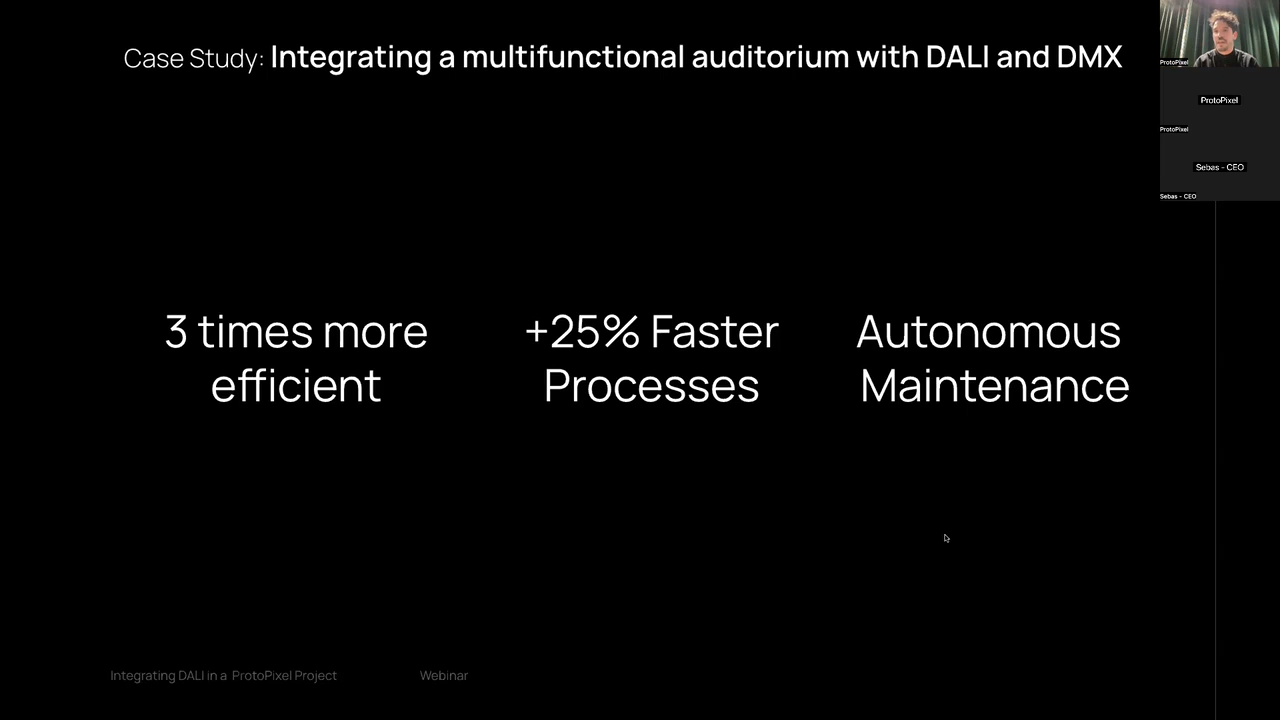 Case Study: Integrating a multifunctional auditorium with DALI and DMX
ProtoPixel
ProtoPixel
ProtoPixel
Sebas - CEO
Sebas - CEO
3 times more
efficient
+25% Faster
Processes
Autonomous
Maintenance
Integrating DALI in a ProtoPixel Project
Webinar